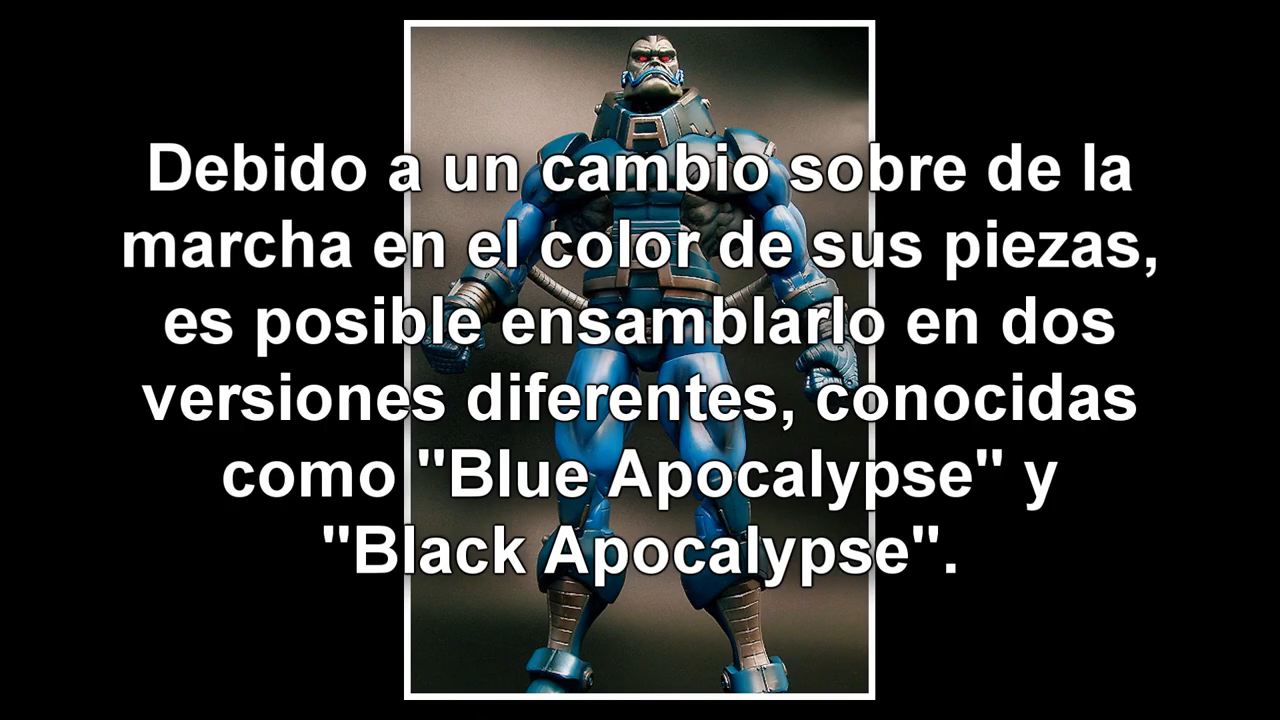 Debido a un cambio sobre de la
marcha en el color de sus piezas,
es posible ensamblarlo en dos
versiones diferentes, conocidas
como "Blue Apocalypse" y
"Black Apocalypse".